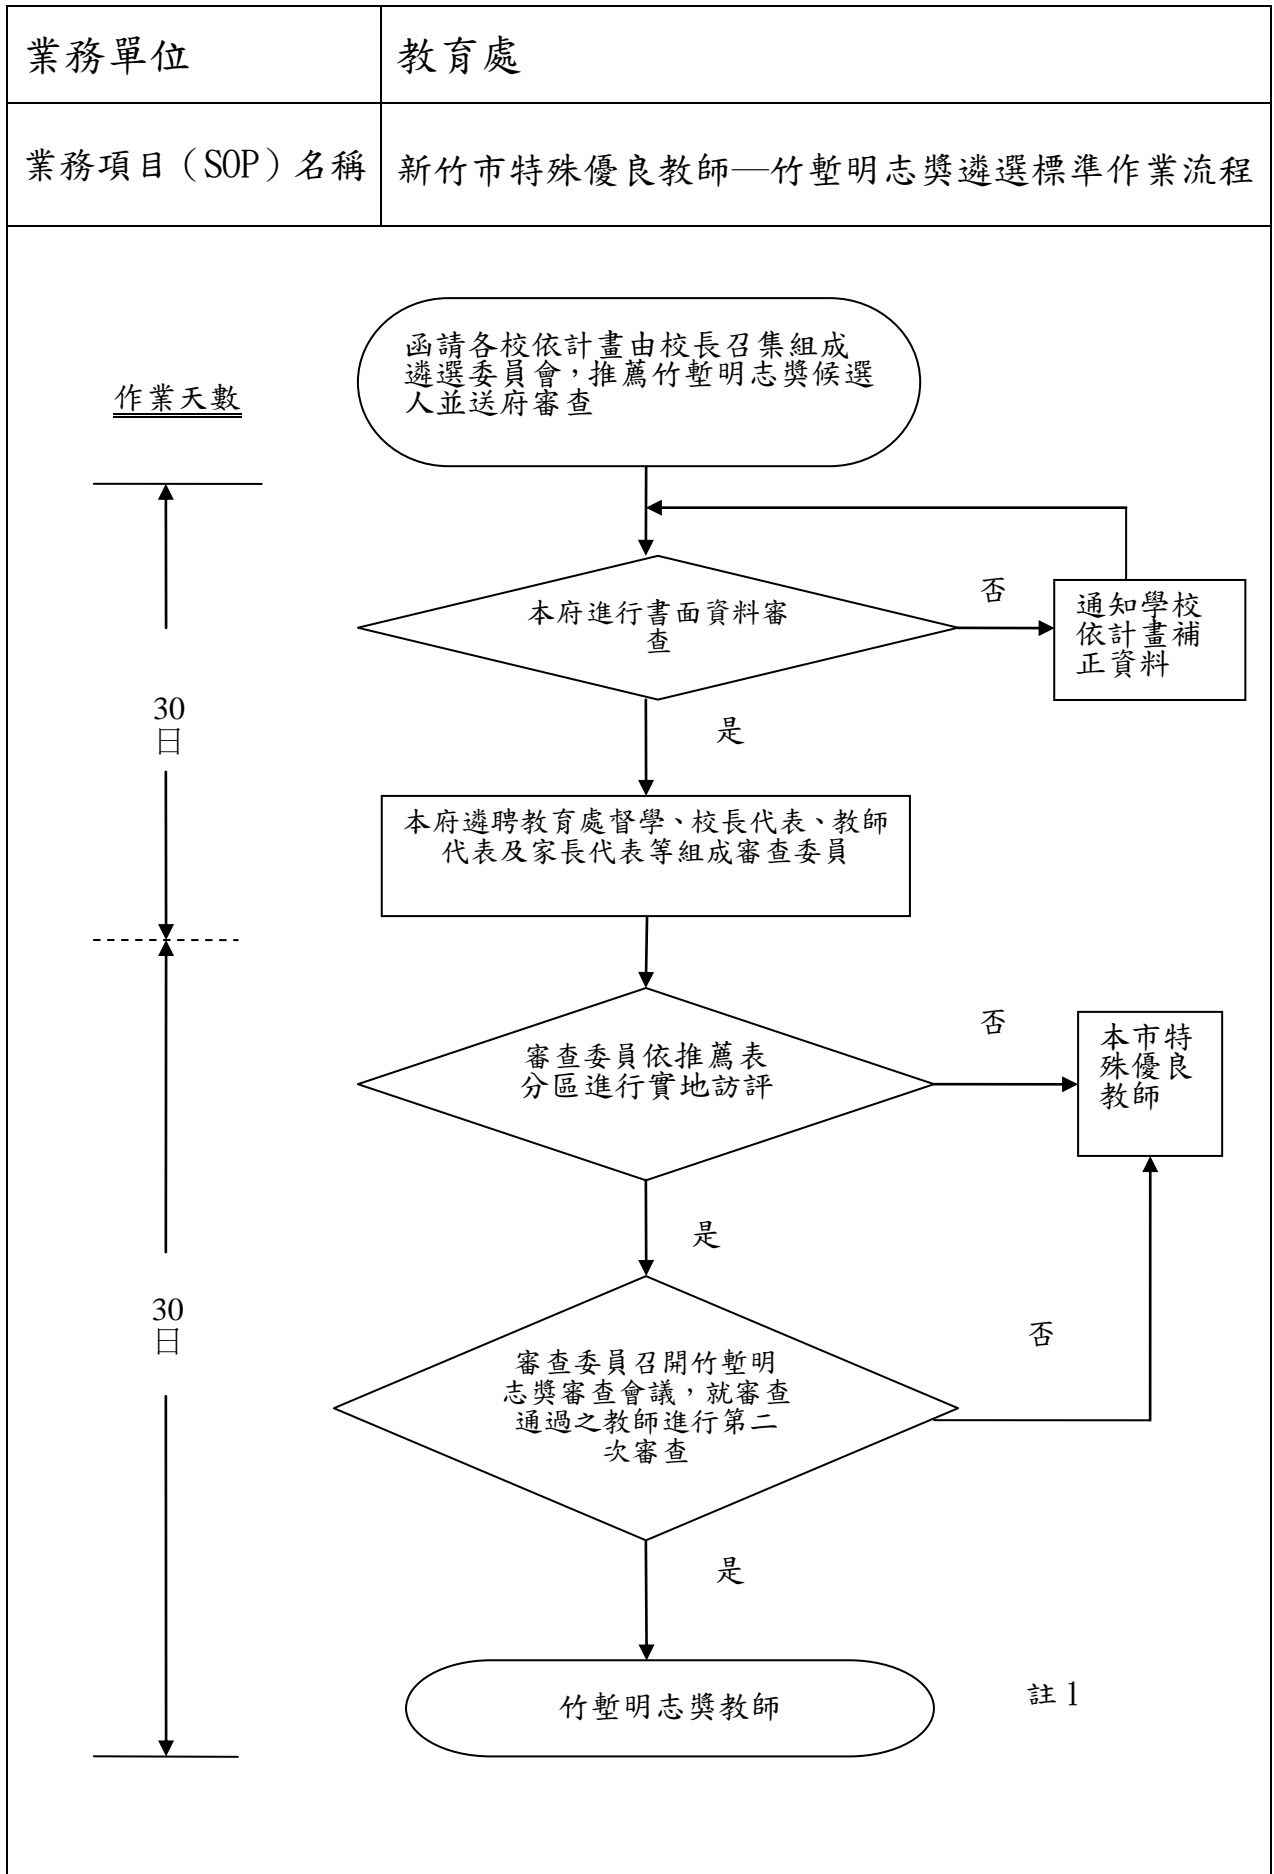 業務單位
教育處
業務項目（SOP）名稱
新竹市特殊優良教師—竹塹明志獎遴選標準作業流程
函請各校依計畫由校長召集組成
遴選委員會，推薦竹塹明志獎候選
人並送府審查
作業天數
本府進行書面資料審
查
否
通知學校
依計畫補
正資料
30
日
是
本府遴聘教育處督學、校長代表、教師
代表及家長代表等組成審查委員
審查委員依推薦表
分區進行實地訪評
否
本市特
殊優良
教師
是
30
日
審查委員召開竹塹明
志獎審查會議，就審查
通過之教師進行第二
次審查
否
是
竹塹明志獎教師
註 1